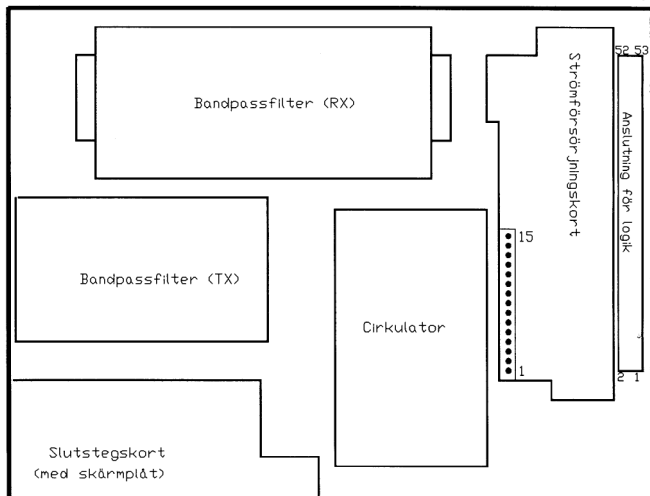 Bandpassfilter (RX)
Strömförsörjningskort
52 53
Anslutning för logik
15
Bandpassfilter (TX)
Cirkulator
1
2 1
Slutstegskort
(med skärmplåt)